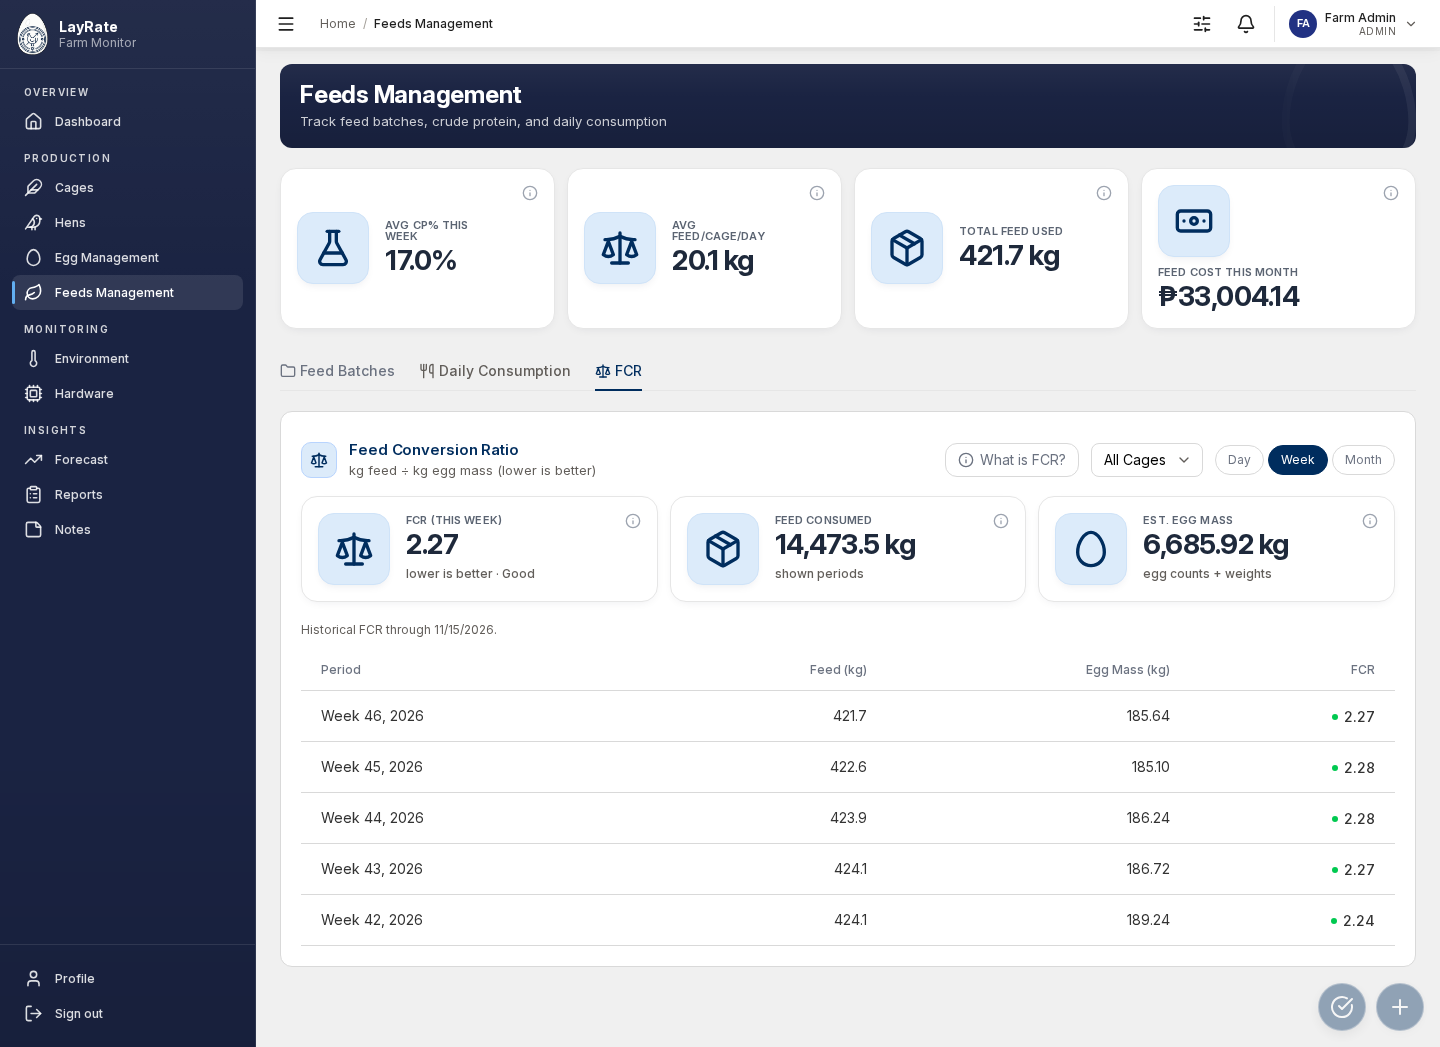 LayRate
Farm Monitor
OVERVIEW
Dashboard
PRODUCTION
Cages
Hens
Egg Management
Feeds Management
MONITORING
Environment
Hardware
INSIGHTS
Forecast
Reports
Notes
Profile
Sign out
Home / Feeds Management
FA
Farm Admin
ADMIN
Feeds Management
Track feed batches, crude protein, and daily consumption
AVG CP% THIS
WEEK
17.0%
AVG
FEED/CAGE/DAY
20.1 kg
TOTAL FEED USED
421.7 kg
FEED COST THIS MONTH
₱33,004.14
Feed Batches
Daily Consumption
FCR
Feed Conversion Ratio
kg feed ÷ kg egg mass (lower is better)
What is FCR?
All Cages
Day
Week
Month
FCR (THIS WEEK)
2.27
lower is better · Good
FEED CONSUMED
14,473.5 kg
shown periods
EST. EGG MASS
6,685.92 kg
egg counts + weights
Historical FCR through 11/15/2026.
Period Feed (kg) Egg Mass (kg) FCR
Week 46, 2026 421.7 185.64 2.27
Week 45, 2026 422.6 185.10 2.28
Week 44, 2026 423.9 186.24 2.28
Week 43, 2026 424.1 186.72 2.27
Week 42, 2026 424.1 189.24 2.24